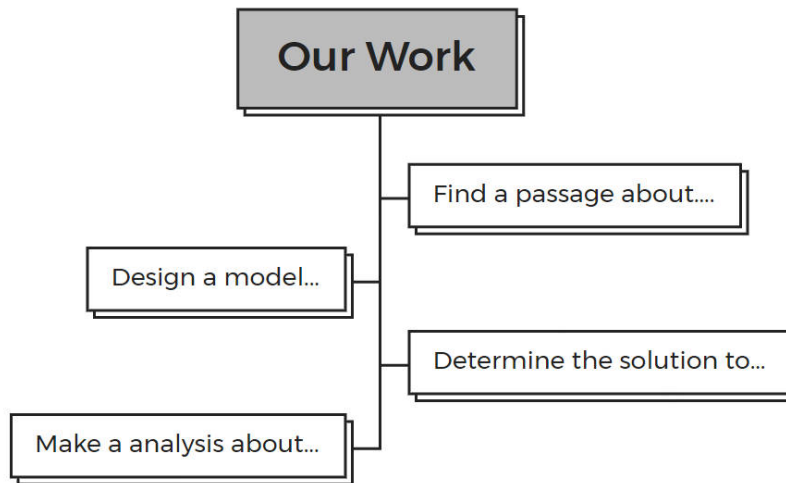 Our Work
Find a passage about....
Design a model...
Determine the solution to...
Make a analysis about...